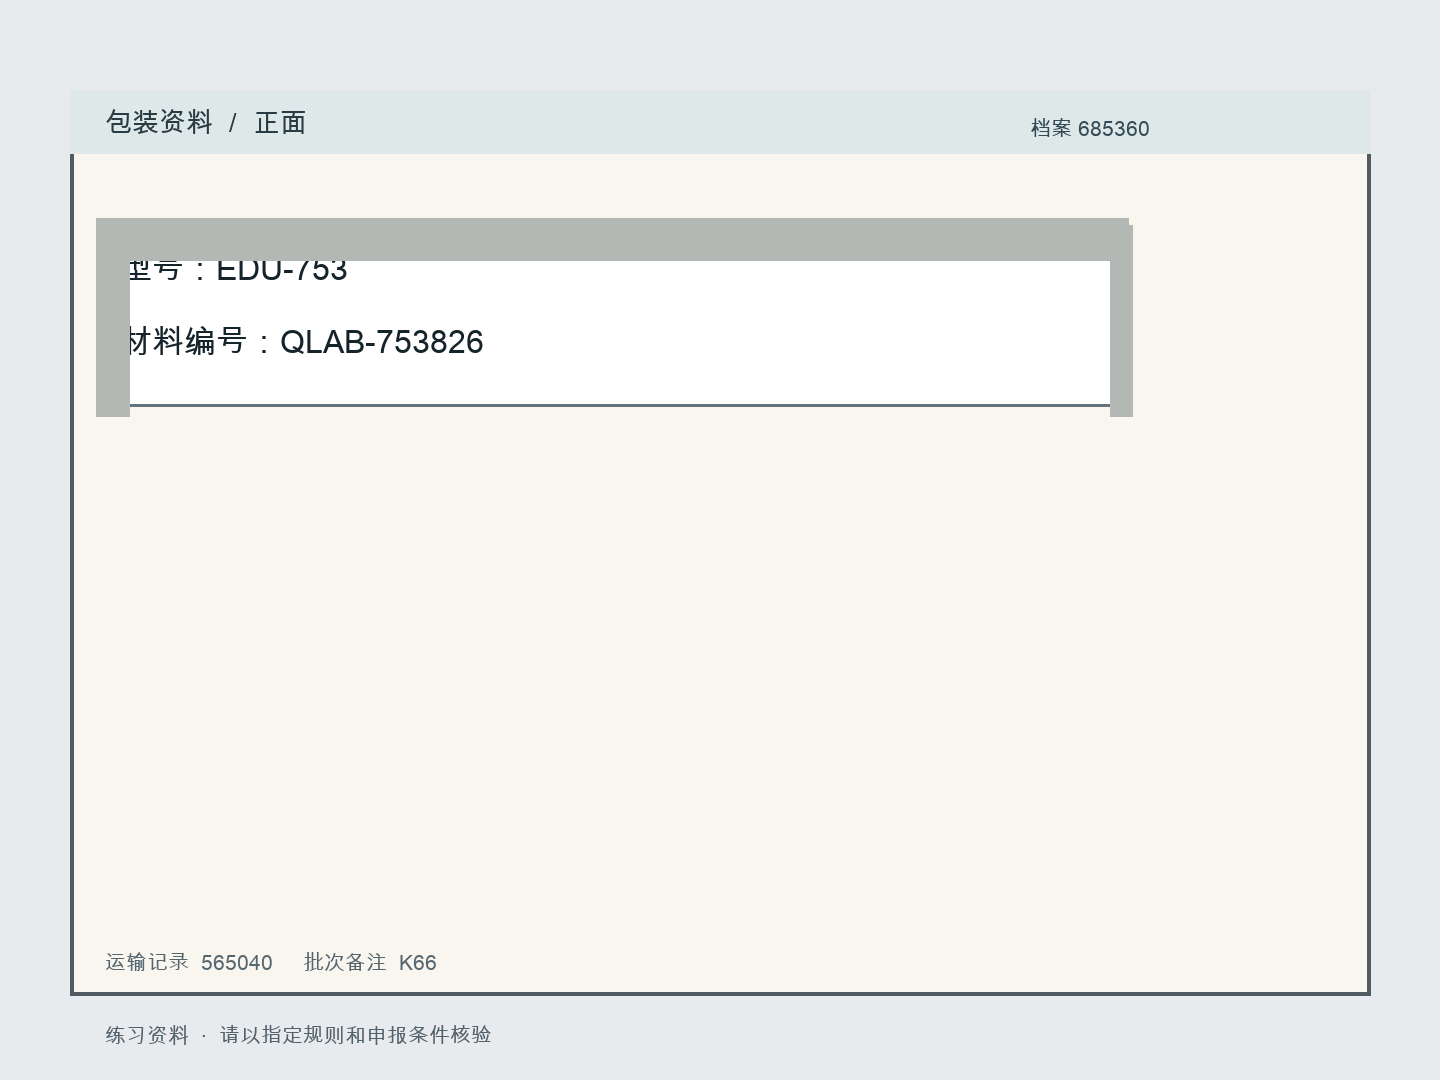 包装资料 / 正面
档案 685360
型号：EDU-753
材料编号：QLAB-753826
运输记录 565040 批次备注 K66
练习资料 · 请以指定规则和申报条件核验